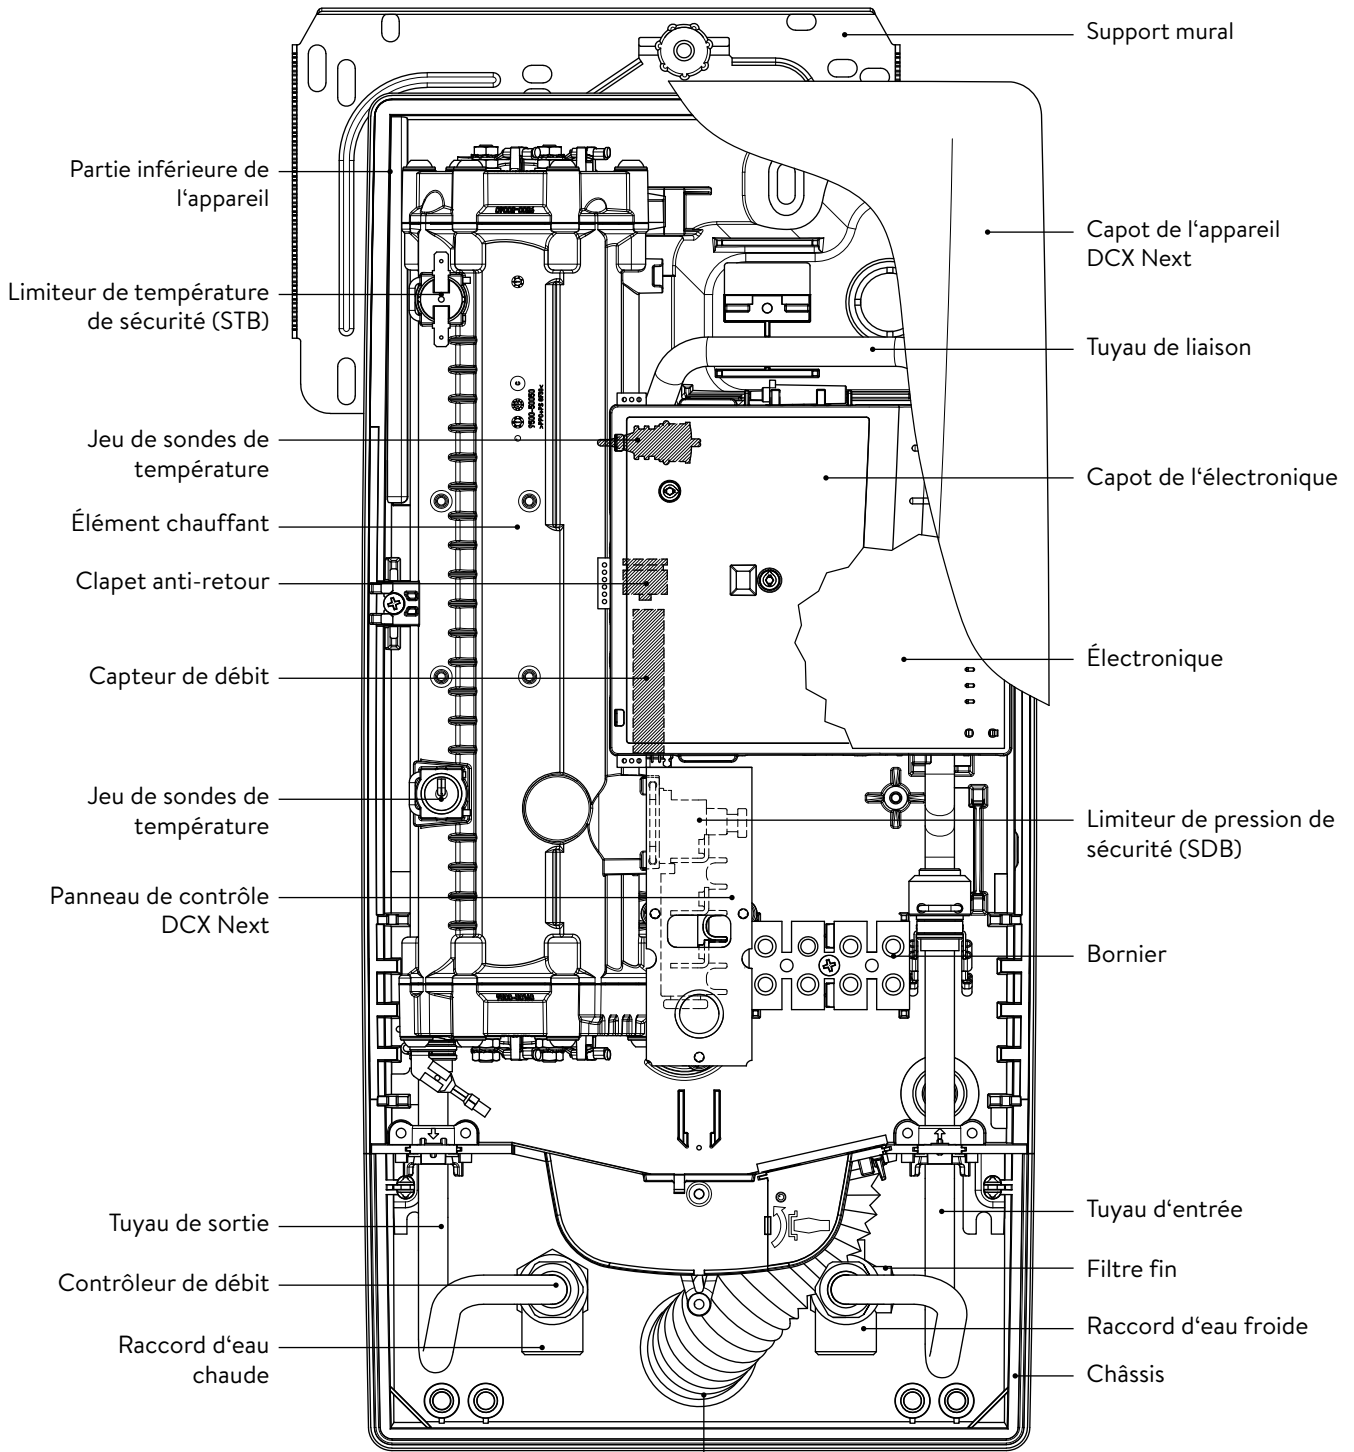 Support mural
Partie inférieure de
l‘appareil
Capot de l‘appareil
DCX Next
Limiteur de température
de sécurité (STB)
Tuyau de liaison
Jeu de sondes de
température
Capot de l‘électronique
Élément chauffant
Clapet anti-retour
Électronique
Capteur de débit
Jeu de sondes de
température
Limiteur de pression de
sécurité (SDB)
Panneau de contrôle
DCX Next
Bornier
Tuyau de sortie
Tuyau d‘entrée
Contrôleur de débit
Filtre fin
Raccord d‘eau
chaude
Raccord d‘eau froide
Châssis